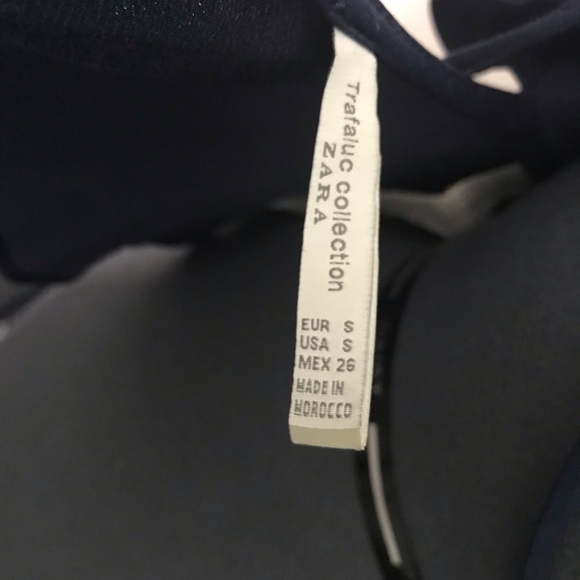 Trafaluc collection
ZARA
EUR S
USA S
MEX 26
MADE IN
MOROCCO